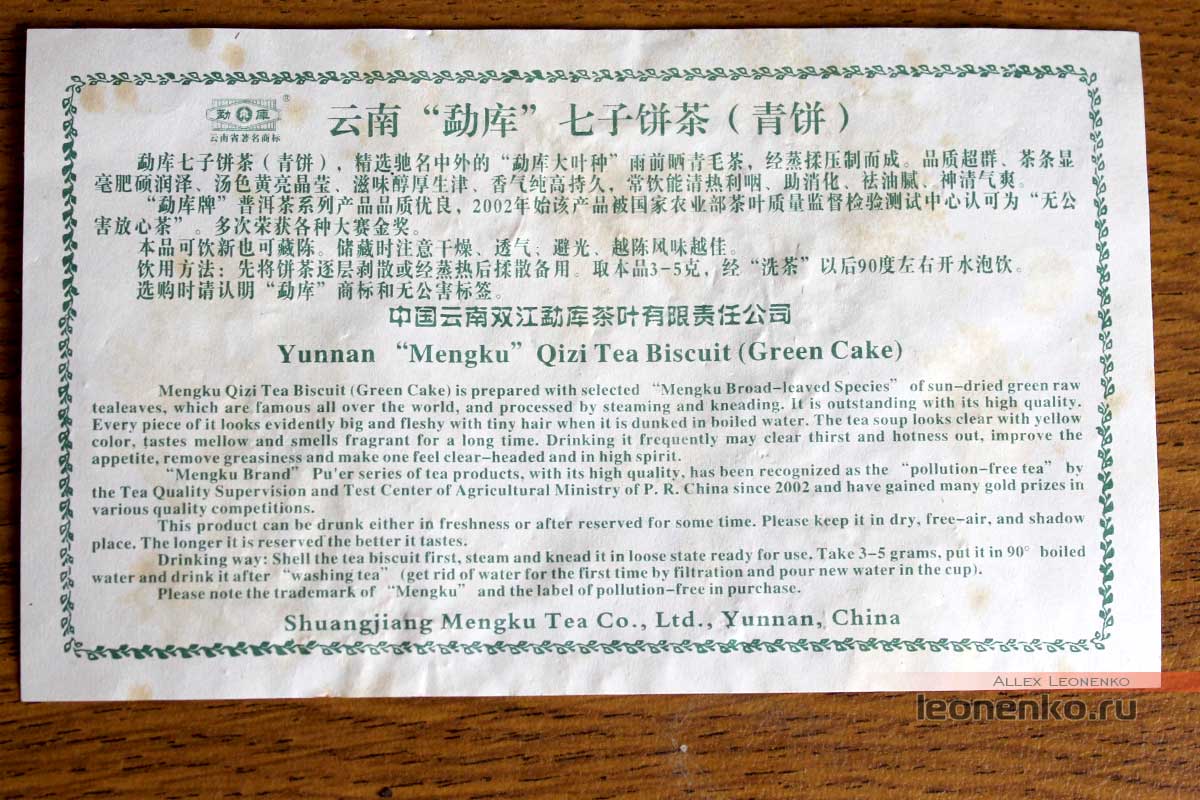 勐库
®
云南省著名商标
云南“勐库”七子饼茶（青饼）
勐库七子饼茶（青饼），精选驰名中外的“勐库大叶种”雨前晒青毛茶，经蒸揉压制而成。品质超群、茶条显
毫肥硕润泽、汤色黄亮晶莹、滋味醇厚生津、香气纯高持久，常饮能清热利咽、助消化、祛油腻、神清气爽。
“勐库牌”普洱茶系列产品品质优良，2002年始该产品被国家农业部茶叶质量监督检验测试中心认可为“无公
害放心茶”。多次荣获各种大赛金奖。
本品可饮新也可藏陈。储藏时注意干燥、透气；避光、越陈风味越佳。
饮用方法：先将饼茶逐层剥散或经蒸热后揉散备用。取本品3-5克，经“洗茶”以后90度左右开水泡饮。
选购时请认明“勐库”商标和无公害标签。
中国云南双江勐库茶叶有限责任公司
Yunnan “Mengku” Qizi Tea Biscuit (Green Cake)
Mengku Qizi Tea Biscuit (Green Cake) is prepared with selected “Mengku Broad-leaved Species” of sun-dried green raw
tealeaves, which are famous all over the world, and processed by steaming and kneading. It is outstanding with its high quality.
Every piece of it looks evidently big and fleshy with tiny hair when it is dunked in boiled water. The tea soup looks clear with yellow
color, tastes mellow and smells fragrant for a long time. Drinking it frequently may clear thirst and hotness out, improve the
appetite, remove greasiness and make one feel clear-headed and in high spirit.
“Mengku Brand” Pu'er series of tea products, with its high quality, has been recognized as the “pollution-free tea” by
the Tea Quality Supervision and Test Center of Agricultural Ministry of P. R. China since 2002 and have gained many gold prizes in
various quality competitions.
This product can be drunk either in freshness or after reserved for some time. Please keep it in dry, free-air, and shadow
place. The longer it is reserved the better it tastes.
Drinking way: Shell the tea biscuit first, steam and knead it in loose state ready for use. Take 3-5 grams, put it in 90° boiled
water and drink it after “washing tea” (get rid of water for the first time by filtration and pour new water in the cup).
Please note the trademark of “Mengku” and the label of pollution-free in purchase.
Shuangjiang Mengku Tea Co., Ltd., Yunnan, China
Allex Leonenko
leonenko.ru